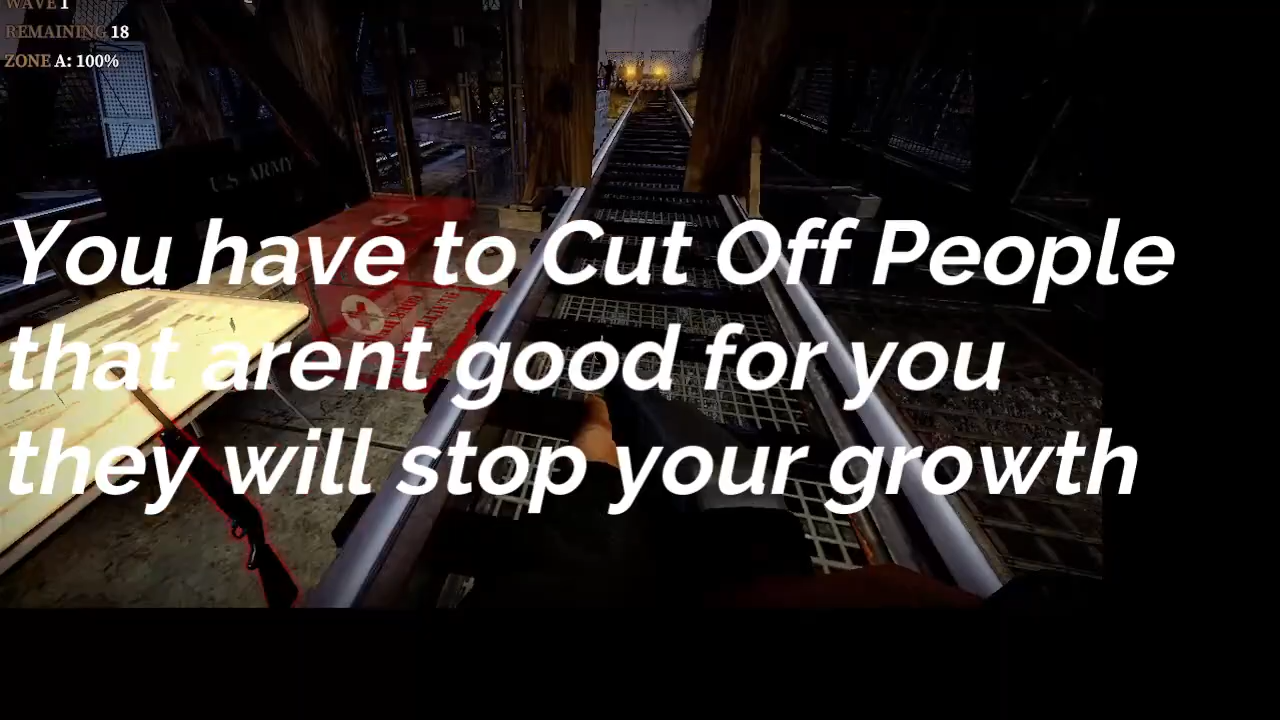 WAVE 1
REMAINING 18
ZONE A: 100%
U.S. ARMY
You have to Cut Off People
that arent good for you
they will stop your growth